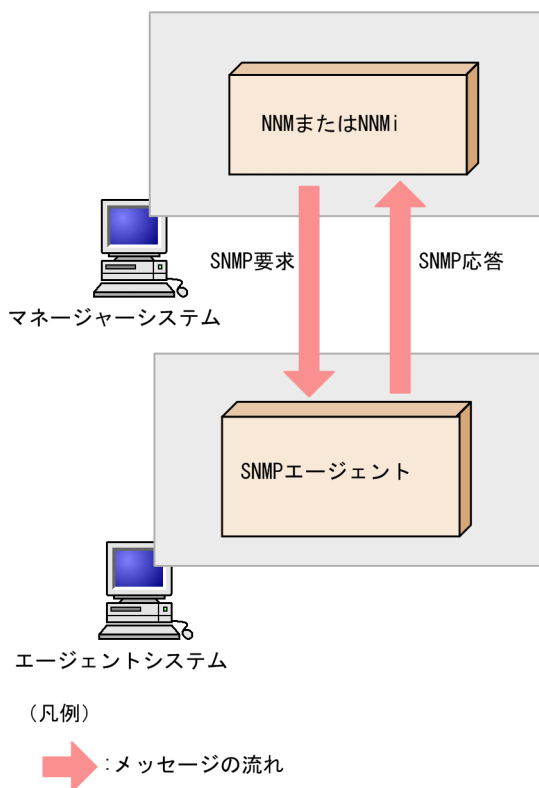 NNMまたはNNMi
SNMP要求
SNMP応答
マネージャーシステム
SNMPエージェント
エージェントシステム
(凡例)
:メッセージの流れ